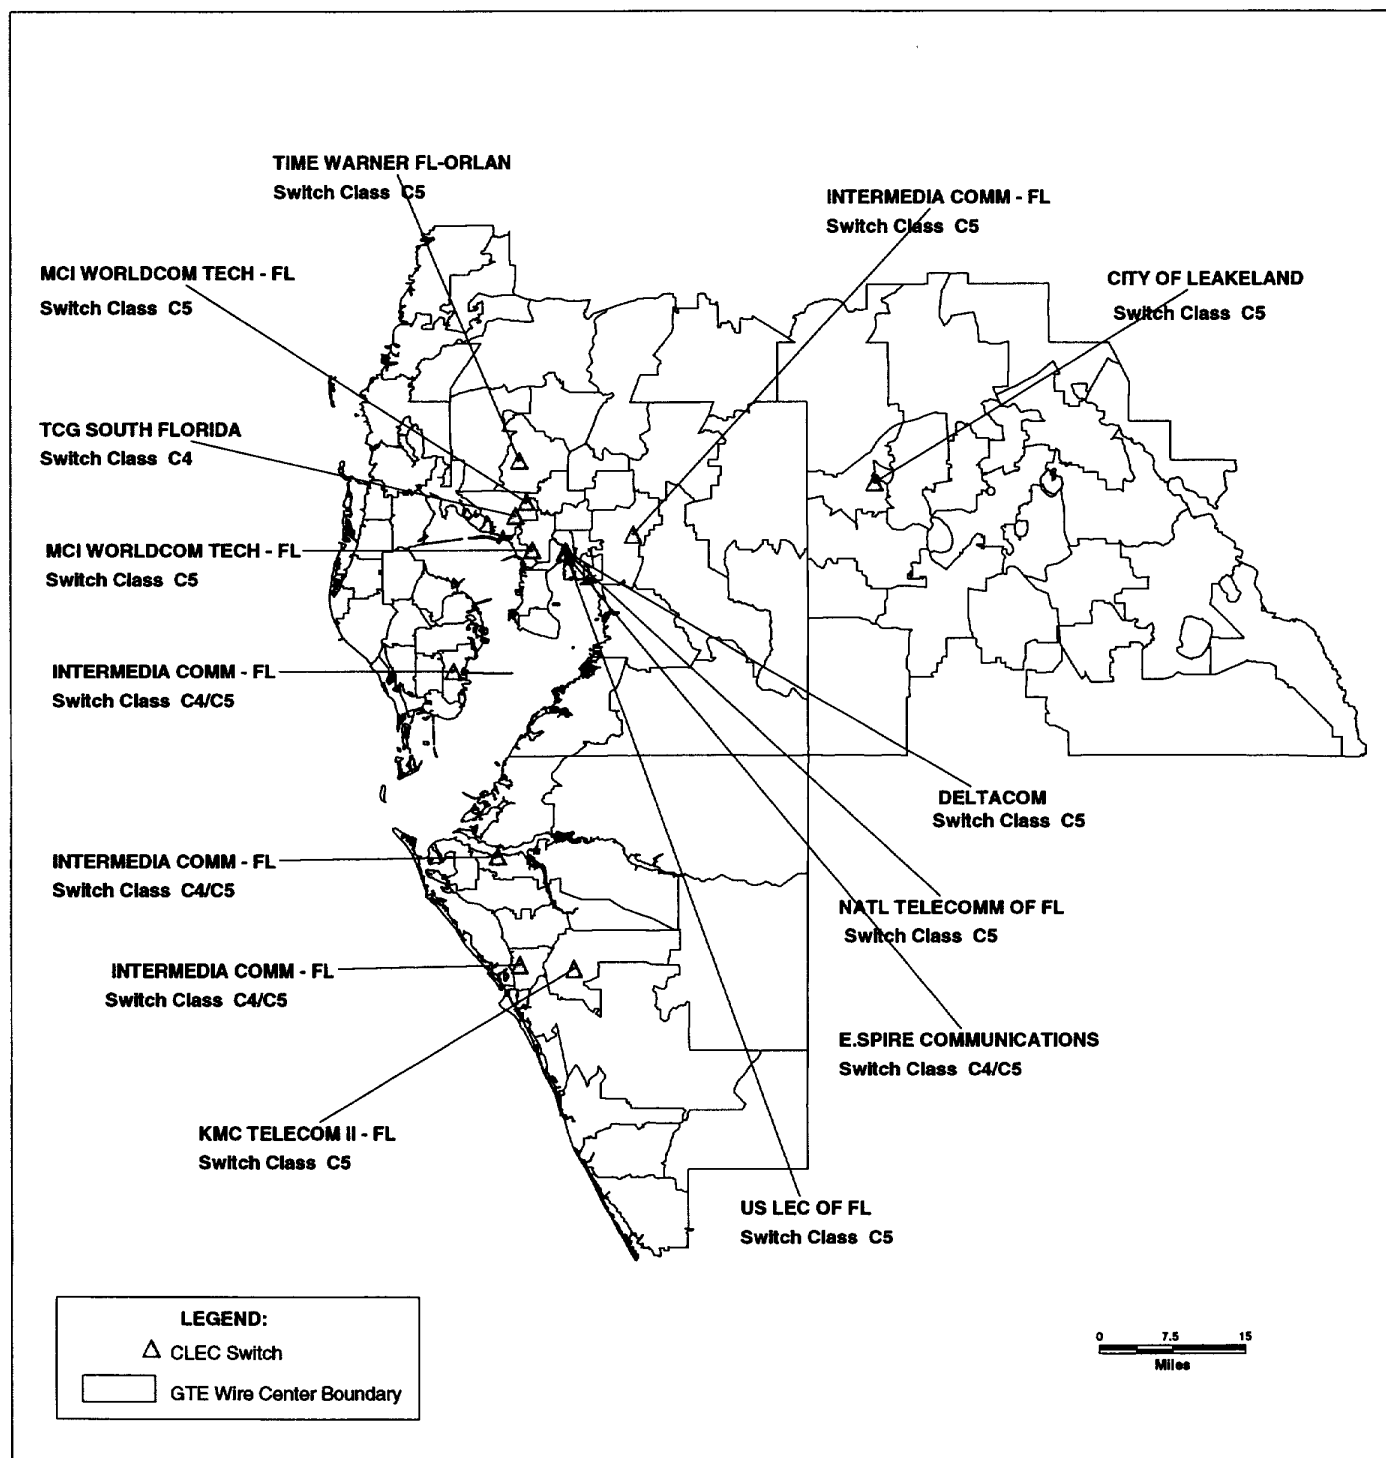 TIME WARNER FL-ORLAN
Switch Class C5
INTERMEDIA COMM - FL
Switch Class C5
MCI WORLDCOM TECH - FL
Switch Class C5
CITY OF LEAKELAND
Switch Class C5
TCG SOUTH FLORIDA
Switch Class C4
MCI WORLDCOM TECH - FL
Switch Class C5
INTERMEDIA COMM - FL
Switch Class C4/C5
DELTACOM
Switch Class C5
INTERMEDIA COMM - FL
Switch Class C4/C5
NATL TELECOMM OF FL
Switch Class C5
INTERMEDIA COMM - FL
Switch Class C4/C5
E.SPIRE COMMUNICATIONS
Switch Class C4/C5
KMC TELECOM II - FL
Switch Class C5
US LEC OF FL
Switch Class C5
LEGEND:
CLEC Switch
GTE Wire Center Boundary
0 7.5 15
Miles